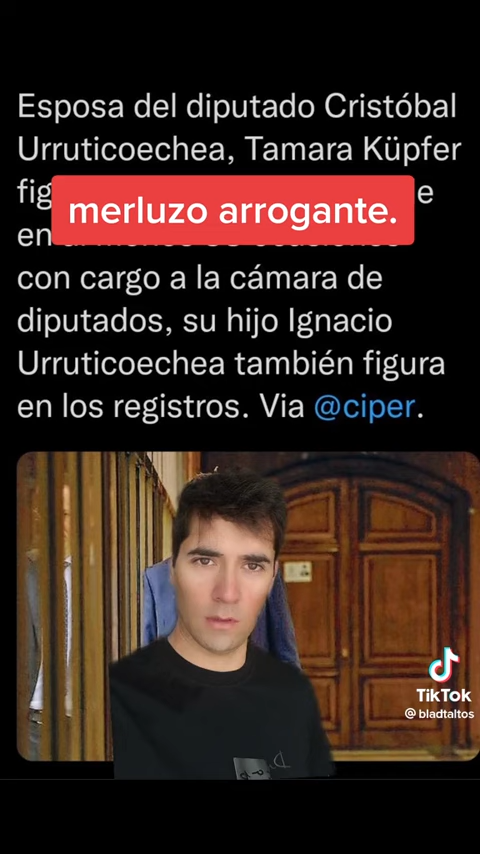 Esposa del diputado Cristóbal
Urruticoechea, Tamara Küpfer
fig e
merluzo arrogante.
en
con cargo a la cámara de
diputados, su hijo Ignacio
Urruticoechea también figura
en los registros. Via @ciper.
TikTok
@bladtaltos